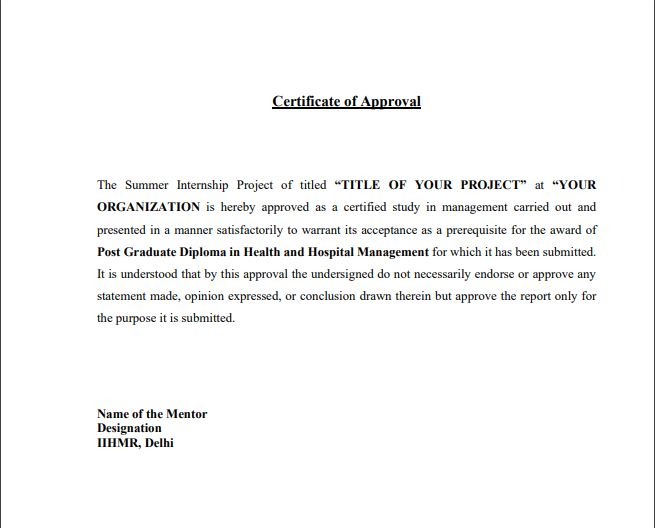 Certificate of Approval
The Summer Internship Project of titled “TITLE OF YOUR PROJECT” at “YOUR
ORGANIZATION is hereby approved as a certified study in management carried out and
presented in a manner satisfactorily to warrant its acceptance as a prerequisite for the award of
Post Graduate Diploma in Health and Hospital Management for which it has been submitted.
It is understood that by this approval the undersigned do not necessarily endorse or approve any
statement made, opinion expressed, or conclusion drawn therein but approve the report only for
the purpose it is submitted.
Name of the Mentor
Designation
IIHMR, Delhi